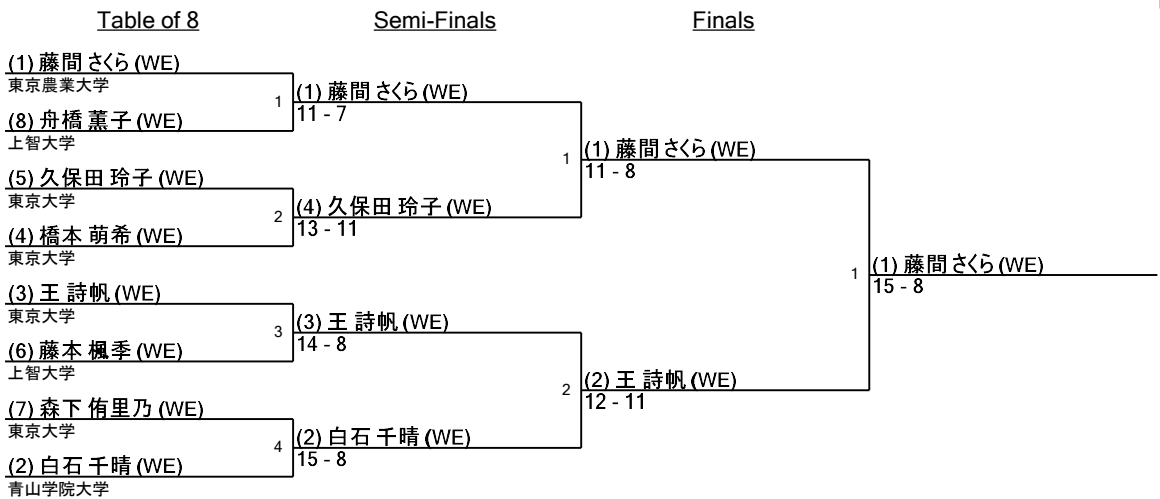 Table of 8
Semi-Finals
Finals
(1) 藤間 さくら (WE)
東京農業大学
1
(1) 藤間 さくら (WE)
11 - 7
(8) 舟橋 薫子 (WE)
上智大学
1
(1) 藤間 さくら (WE)
11 - 8
(5) 久保田 玲子 (WE)
東京大学
2
(4) 久保田 玲子 (WE)
13 - 11
(4) 橋本 萌希 (WE)
東京大学
1
(1) 藤間 さくら (WE)
15 - 8
(3) 王 詩帆 (WE)
東京大学
3
(3) 王 詩帆 (WE)
14 - 8
(6) 藤本 楓季 (WE)
上智大学
2
(2) 王 詩帆 (WE)
12 - 11
(7) 森下 侑里乃 (WE)
東京大学
4
(2) 白石 千晴 (WE)
15 - 8
(2) 白石 千晴 (WE)
青山学院大学